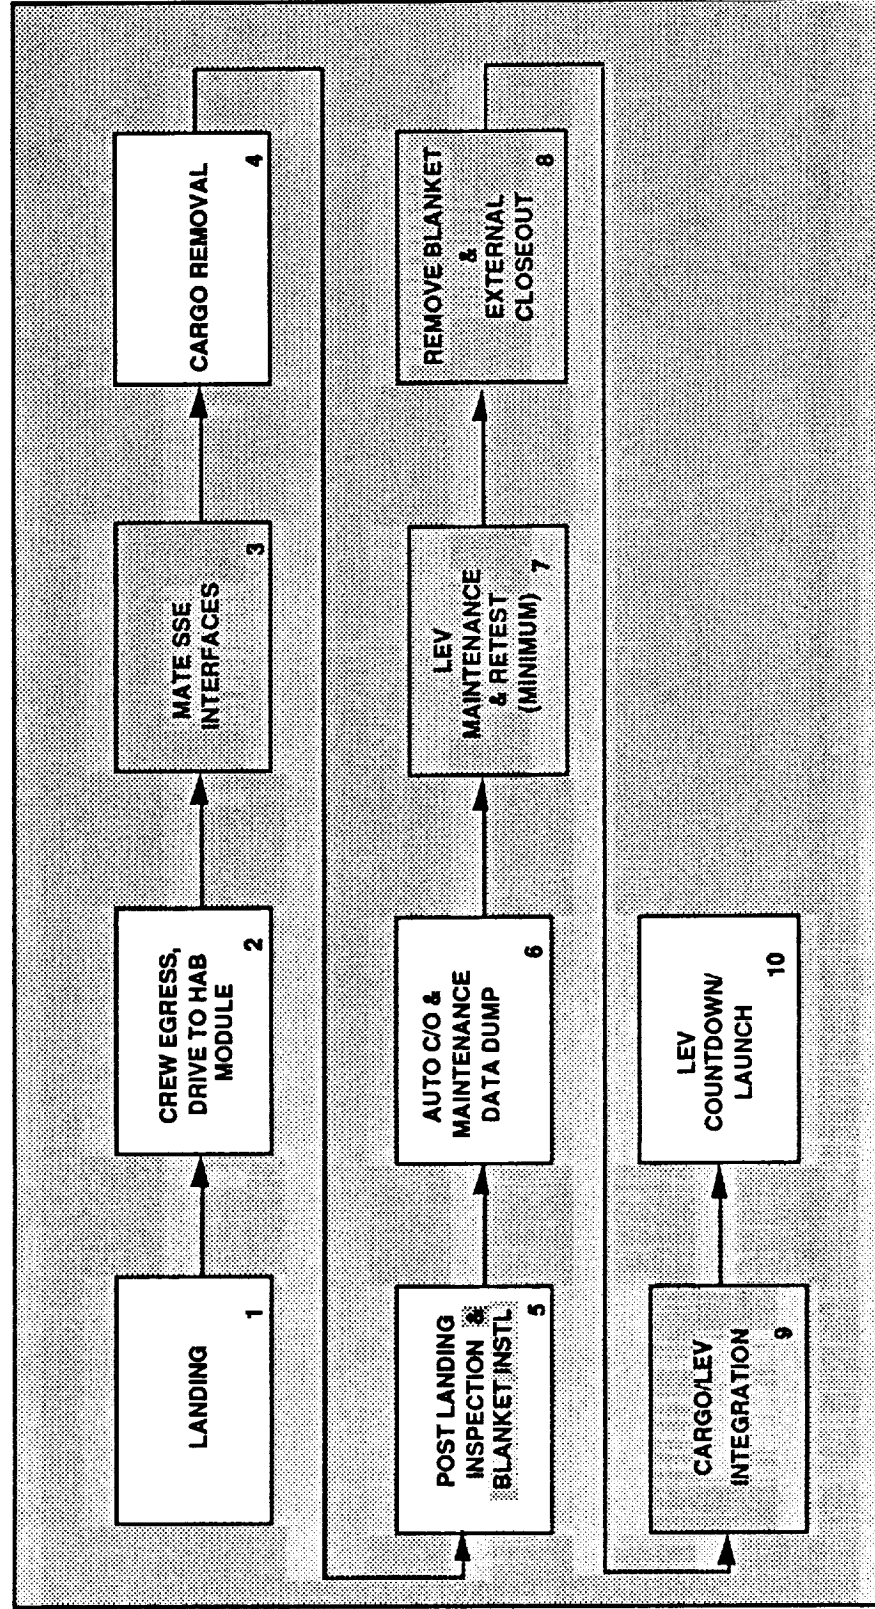 LANDING
1
CREW EGRESS,
DRIVE TO HAB
MODULE
2
MATE SSE
INTERFACES
3
CARGO REMOVAL
4
POST LANDING
INSPECTION &
BLANKET INSTL
5
AUTO C/O &
MAINTENANCE
DATA DUMP
6
LEV
MAINTENANCE
& RETEST
(MINIMUM)
7
REMOVE BLANKET
&
EXTERNAL
CLOSEOUT
8
CARGO/LEV
INTEGRATION
9
LEV
COUNTDOWN/
LAUNCH
10